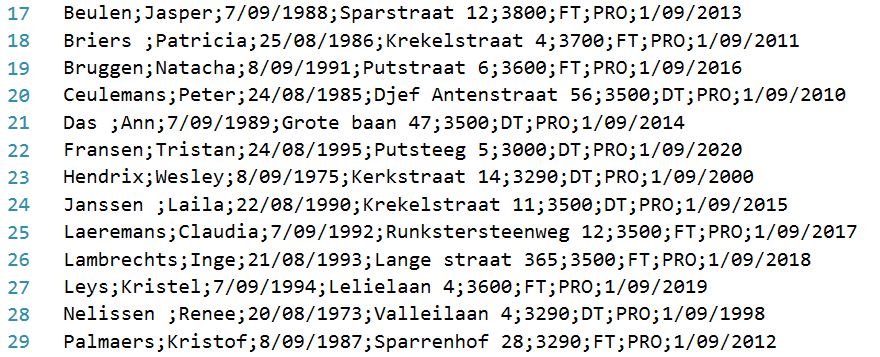 17 Beulen;Jasper;7/09/1988;Sparstraat 12;3800;FT;PRO;1/09/2013
18 Briers ;Patricia;25/08/1986;Krekelstraat 4;3700;FT;PRO;1/09/2011
19 Bruggen;Natacha;8/09/1991;Putstraat 6;3600;FT;PRO;1/09/2016
20 Ceulemans;Peter;24/08/1985;Djef Antenstraat 56;3500;DT;PRO;1/09/2010
21 Das ;Ann;7/09/1989;Grote baan 47;3500;DT;PRO;1/09/2014
22 Fransen;Tristan;24/08/1995;Putsteeg 5;3000;DT;PRO;1/09/2020
23 Hendrix;Wesley;8/09/1975;Kerkstraat 14;3290;DT;PRO;1/09/2000
24 Janssen ;Laila;22/08/1990;Krekelstraat 11;3500;DT;PRO;1/09/2015
25 Laeremans;Claudia;7/09/1992;Runkstersteenweg 12;3500;FT;PRO;1/09/2017
26 Lambrechts;Inge;21/08/1993;Lange straat 365;3500;FT;PRO;1/09/2018
27 Leys;Kristel;7/09/1994;Lelielaan 4;3600;FT;PRO;1/09/2019
28 Nelissen ;Renee;20/08/1973;Valleilaan 4;3290;DT;PRO;1/09/1998
29 Palmaers;Kristof;8/09/1987;Sparrenhof 28;3290;FT;PRO;1/09/2012